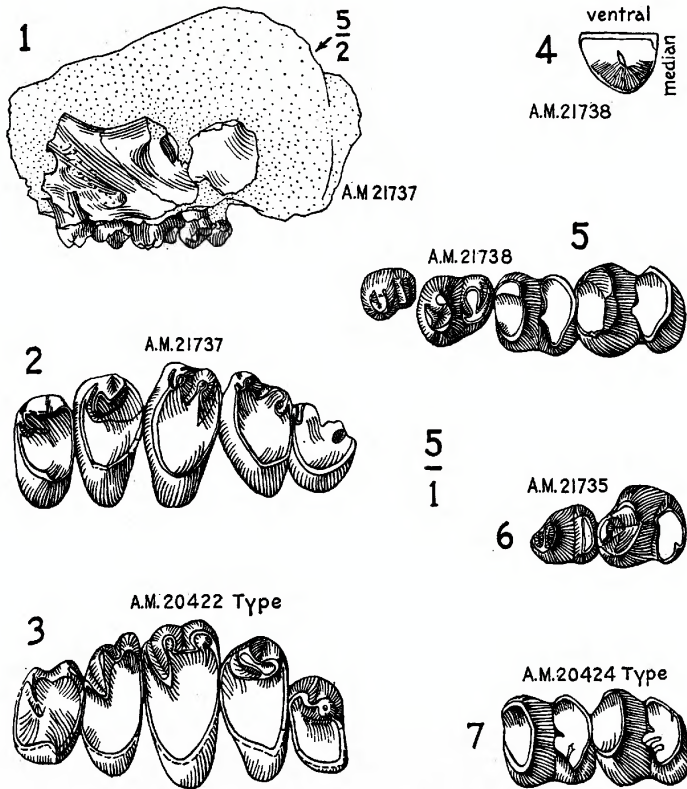 1
5/2
A.M 21737
ventral
4
median
A.M.21738
5
A.M.21738
2
A.M.21737
5/1
A.M.21735
6
3
A.M.20422 Type
A.M.20424 Type
7